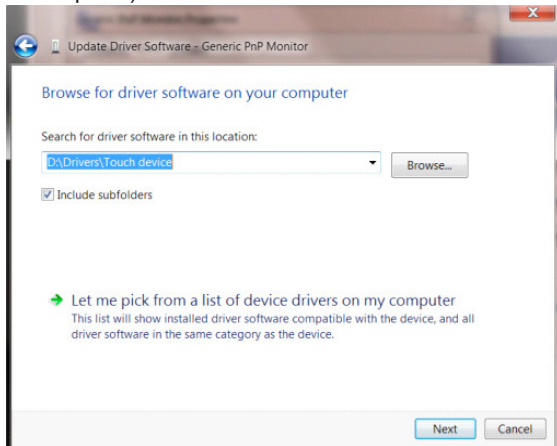 Update Driver Software - Generic PnP Monitor
Browse for driver software on your computer
Search for driver software in this location:
D:\Drivers\Touch device
Browse...
Include subfolders
Let me pick from a list of device drivers on my computer
This list will show installed driver software compatible with the device, and all
driver software in the same category as the device.
Next Cancel